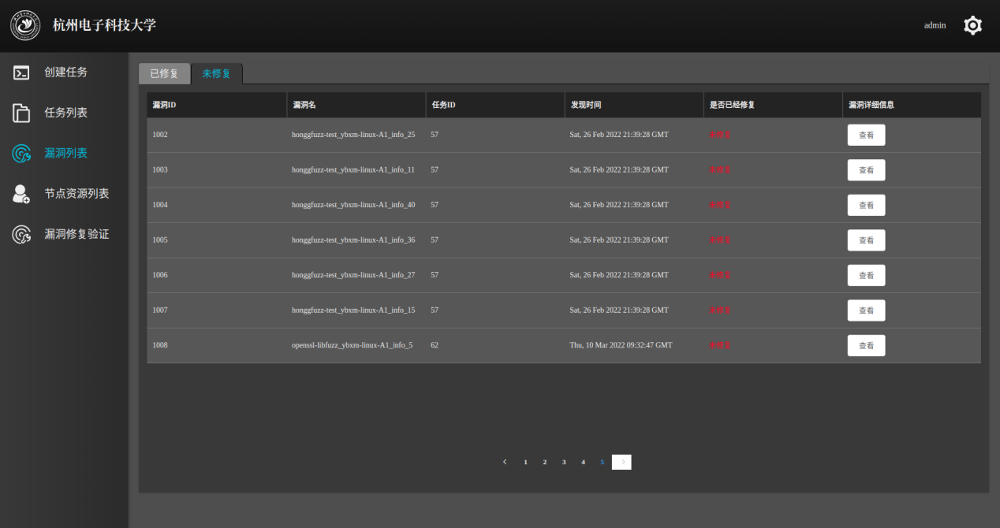 杭州电子科技大学
admin
创建任务
任务列表
漏洞列表
节点资源列表
漏洞修复验证
已修复 未修复
漏洞ID 漏洞名 任务ID 发现时间 是否已经修复 漏洞详细信息
1002 honggfuzz-test_ybxm-linux-A1_info_25 57 Sat, 26 Feb 2022 21:39:28 GMT 未修复 查看
1003 honggfuzz-test_ybxm-linux-A1_info_11 57 Sat, 26 Feb 2022 21:39:28 GMT 未修复 查看
1004 honggfuzz-test_ybxm-linux-A1_info_40 57 Sat, 26 Feb 2022 21:39:28 GMT 未修复 查看
1005 honggfuzz-test_ybxm-linux-A1_info_36 57 Sat, 26 Feb 2022 21:39:28 GMT 未修复 查看
1006 honggfuzz-test_ybxm-linux-A1_info_27 57 Sat, 26 Feb 2022 21:39:28 GMT 未修复 查看
1007 honggfuzz-test_ybxm-linux-A1_info_15 57 Sat, 26 Feb 2022 21:39:28 GMT 未修复 查看
1008 openssl-libfuzz_ybxm-linux-A1_info_5 62 Thu, 10 Mar 2022 09:32:47 GMT 未修复 查看
1 2 3 4 5